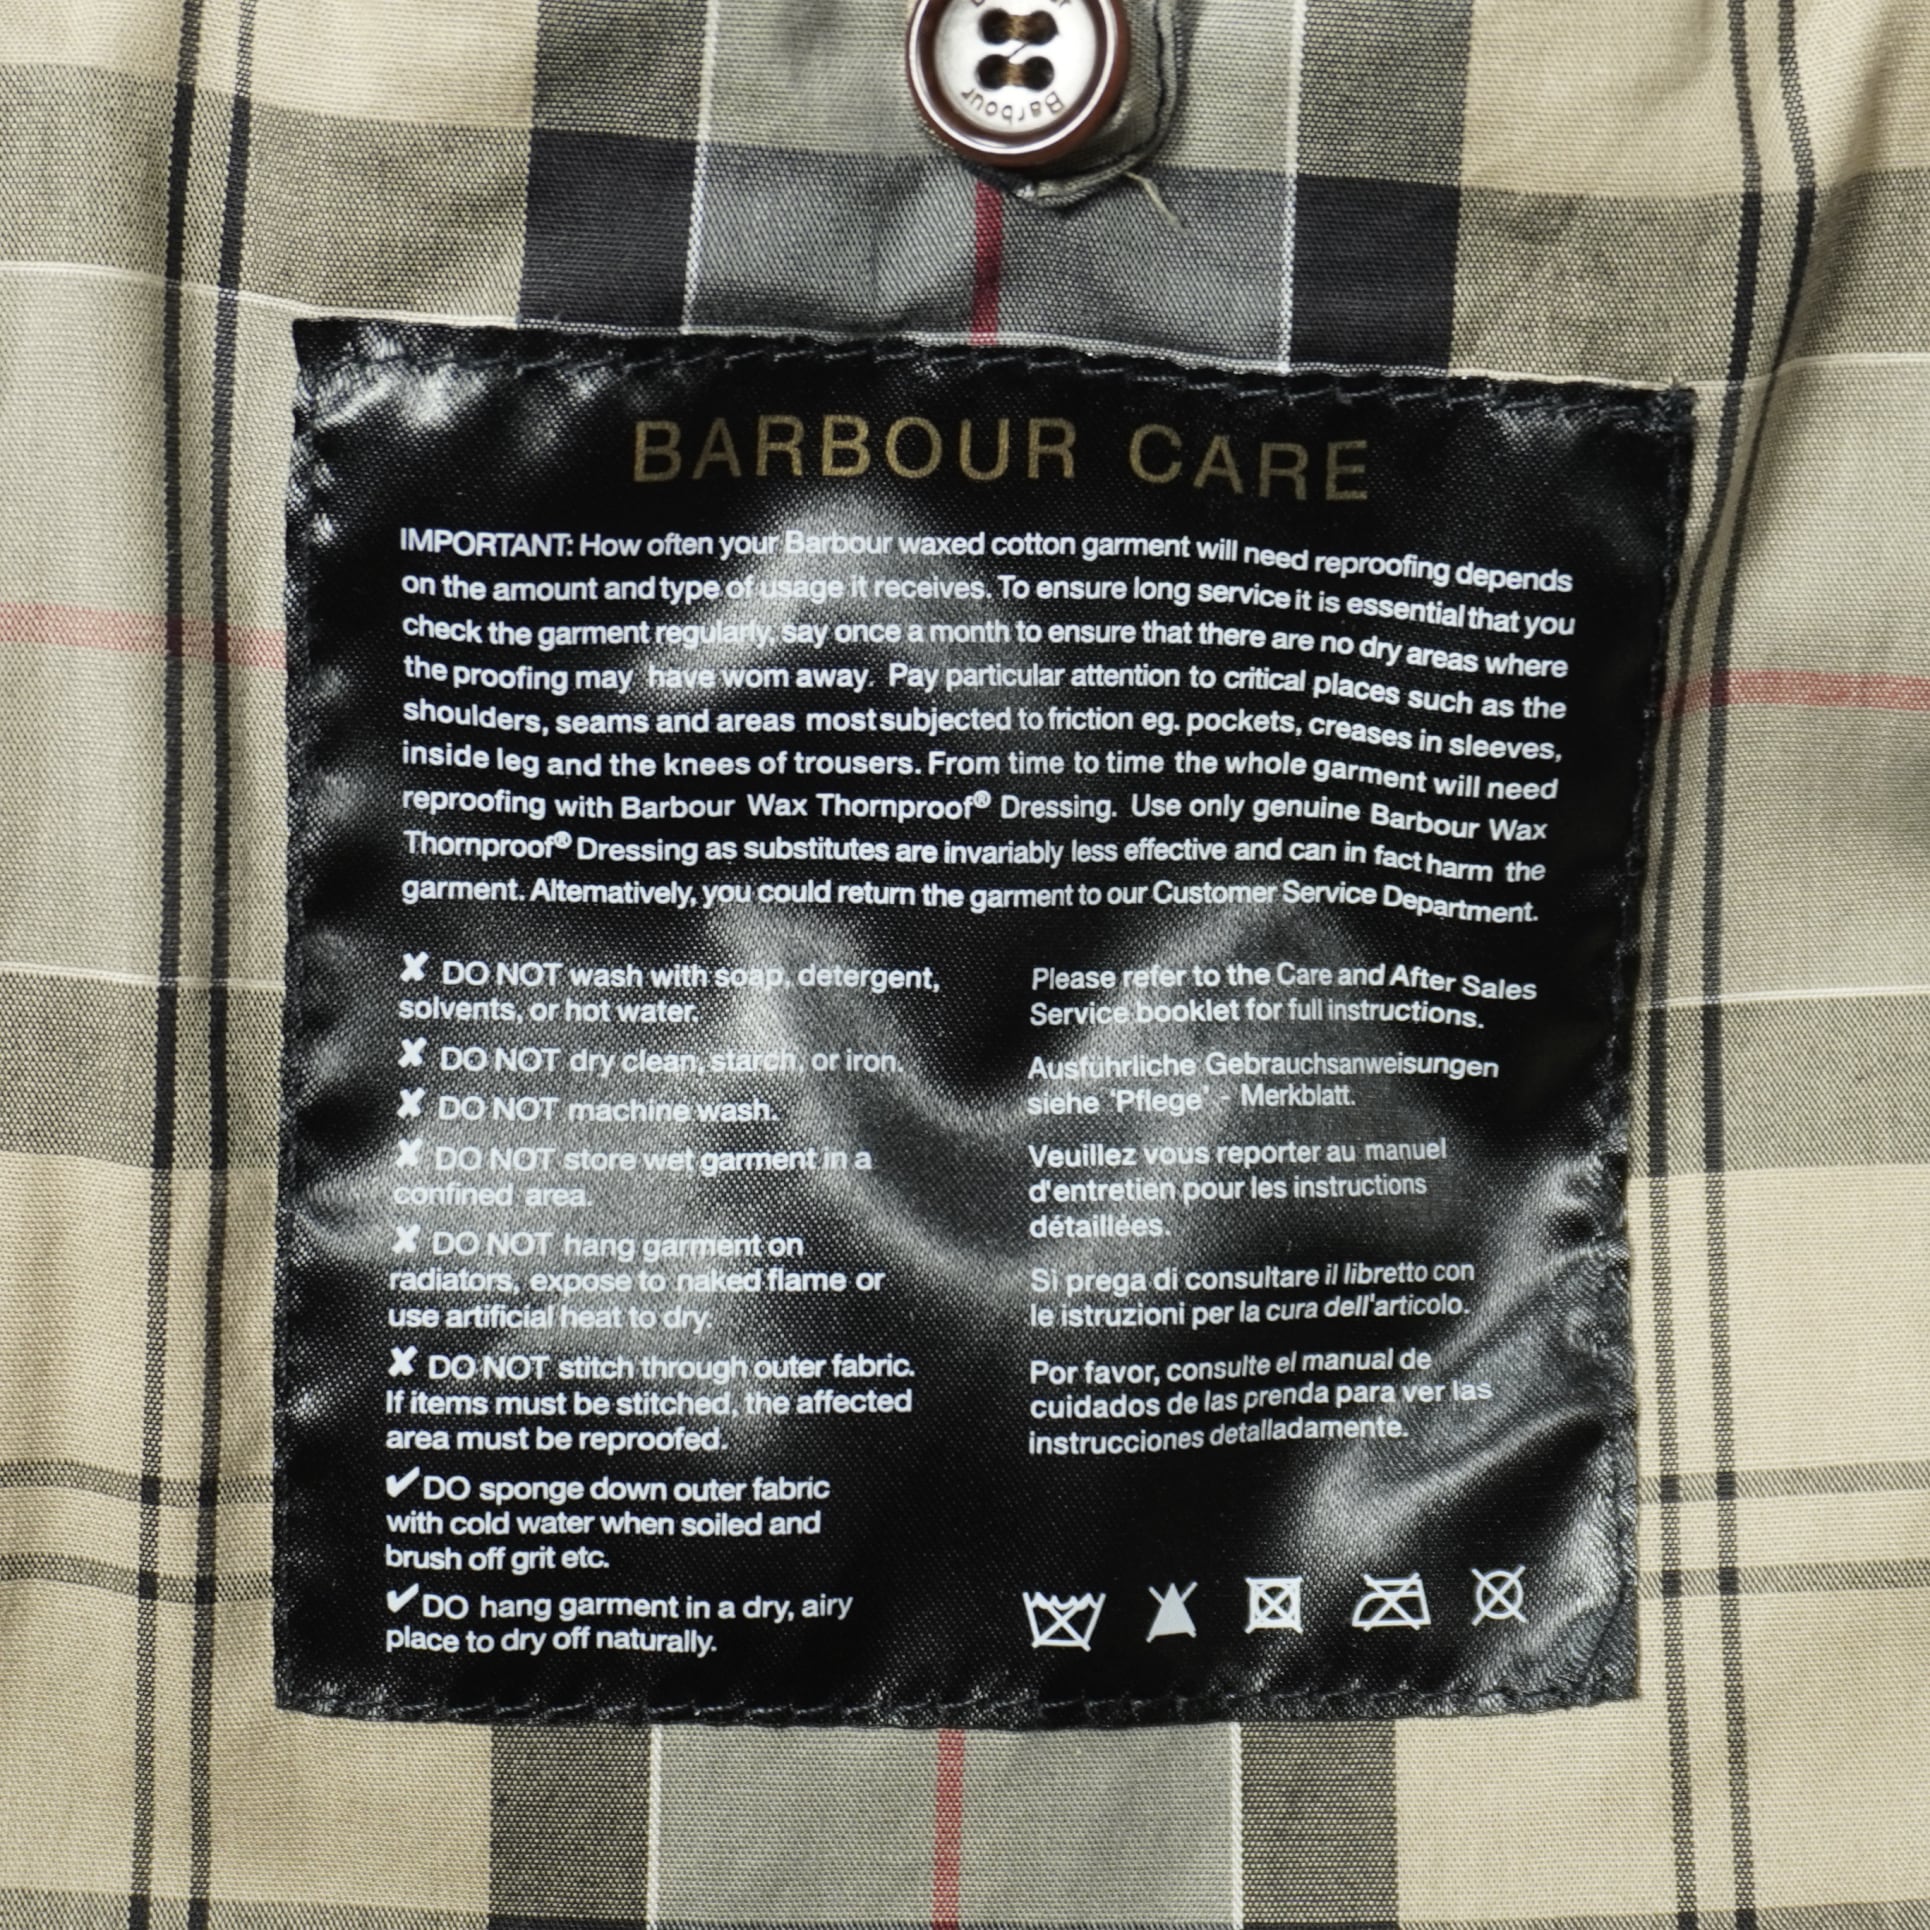 Barbour
BARBOUR CARE
IMPORTANT: How often your Barbour waxed cotton garment will need reproofing depends
on the amount and type of usage it receives. To ensure long service it is essential that you
check the garment regularly, say once a month to ensure that there are no dry areas where
the proofing may have worn away. Pay particular attention to critical places such as the
shoulders, seams and areas most subjected to friction eg. pockets, creases in sleeves,
inside leg and the knees of trousers. From time to time the whole garment will need
reproofing with Barbour Wax Thornproof® Dressing. Use only genuine Barbour Wax
Thornproof® Dressing as substitutes are invariably less effective and can in fact harm the
garment. Alternatively, you could return the garment to our Customer Service Department.
✘ DO NOT wash with soap, detergent,
solvents, or hot water.
✘ DO NOT dry clean, starch, or iron.
✘ DO NOT machine wash.
✘ DO NOT store wet garment in a
confined area.
✘ DO NOT hang garment on
radiators, expose to naked flame or
use artificial heat to dry.
✘ DO NOT stitch through outer fabric.
If items must be stitched, the affected
area must be reproofed.
✔ DO sponge down outer fabric
with cold water when soiled and
brush off grit etc.
✔ DO hang garment in a dry, airy
place to dry off naturally.
Please refer to the Care and After Sales
Service booklet for full instructions.
Ausfuhrliche Gebrauchsanweisungen
siehe 'Pflege' - Merkblatt.
Veuillez vous reporter au manuel
d'entretien pour les instructions
détaillées.
Si prega di consultare il libretto con
le istruzioni per la cura dell'articolo.
Por favor, consulte el manual de
cuidados de las prenda para ver las
instrucciones detalladamente.